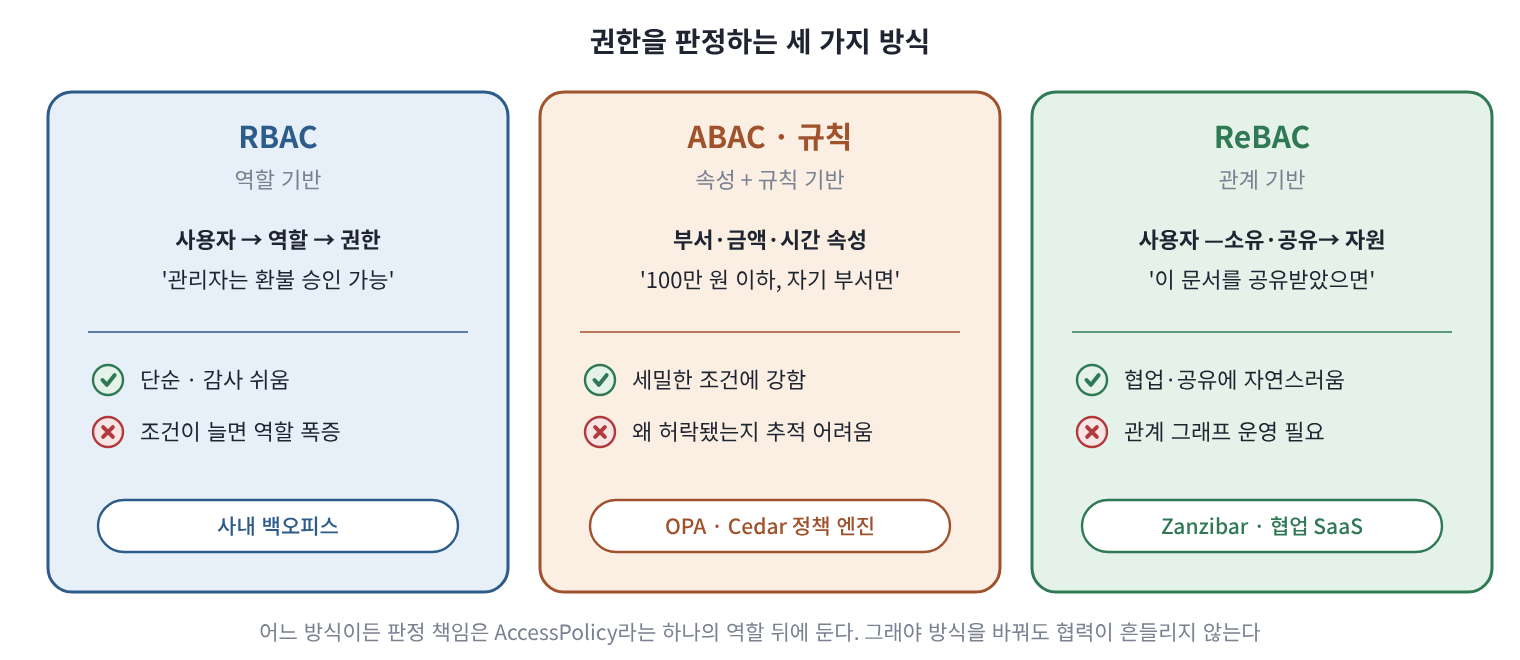 권한을 판정하는 세 가지 방식
RBAC
역할 기반
사용자 → 역할 → 권한
'관리자는 환불 승인 가능'
단순 · 감사 쉬움
조건이 늘면 역할 폭증
사내 백오피스
ABAC · 규칙
속성 + 규칙 기반
부서·금액·시간 속성
'100만 원 이하, 자기 부서면'
세밀한 조건에 강함
왜 허락됐는지 추적 어려움
OPA · Cedar 정책 엔진
ReBAC
관계 기반
사용자 —소유·공유→ 자원
'이 문서를 공유받았으면'
협업·공유에 자연스러움
관계 그래프 운영 필요
Zanzibar · 협업 SaaS
어느 방식이든 판정 책임은 AccessPolicy라는 하나의 역할 뒤에 둔다. 그래야 방식을 바꿔도 협력이 흔들리지 않는다